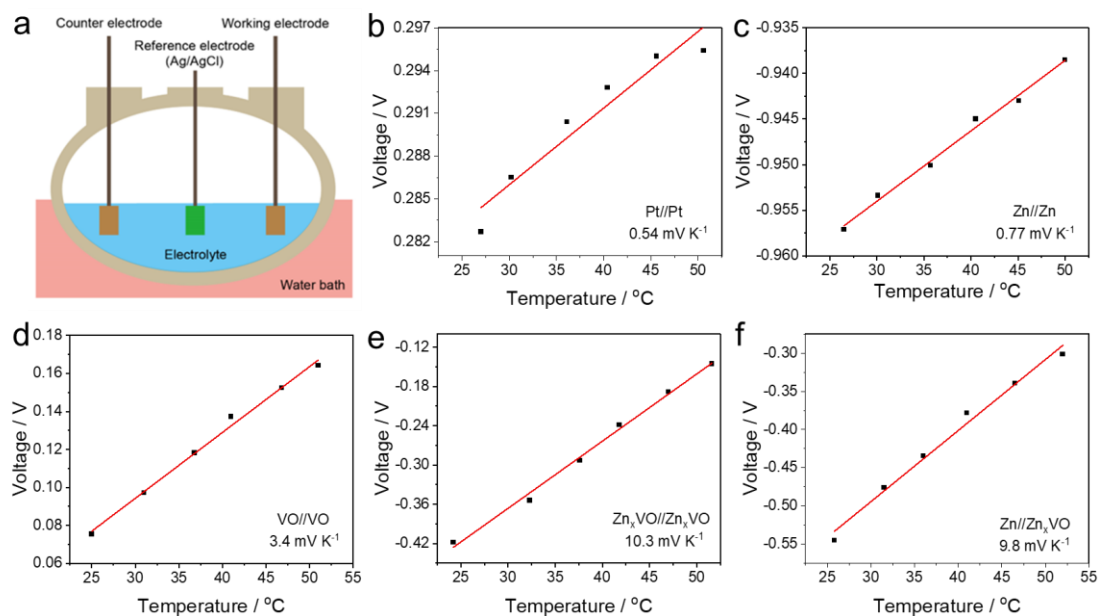 a
Counter electrode
Working electrode
Reference electrode
(Ag/AgCl)
Electrolyte
Water bath
b
0.297
0.294
0.291
0.288
0.285
0.282
Voltage / V
Pt//Pt
0.54 mV K⁻¹
25 30 35 40 45 50
Temperature / °C
c
-0.935
-0.940
-0.945
-0.950
-0.955
-0.960
Voltage / V
Zn//Zn
0.77 mV K⁻¹
25 30 35 40 45 50
Temperature / °C
d
0.18
0.16
0.14
0.12
0.10
0.08
0.06
Voltage / V
VO//VO
3.4 mV K⁻¹
25 30 35 40 45 50 55
Temperature / °C
e
-0.12
-0.18
-0.24
-0.30
-0.36
-0.42
Voltage / V
ZnₓVO//ZnₓVO
10.3 mV K⁻¹
25 30 35 40 45 50
Temperature / °C
f
-0.30
-0.35
-0.40
-0.45
-0.50
-0.55
Voltage / V
Zn//ZnₓVO
9.8 mV K⁻¹
25 30 35 40 45 50 55
Temperature / °C